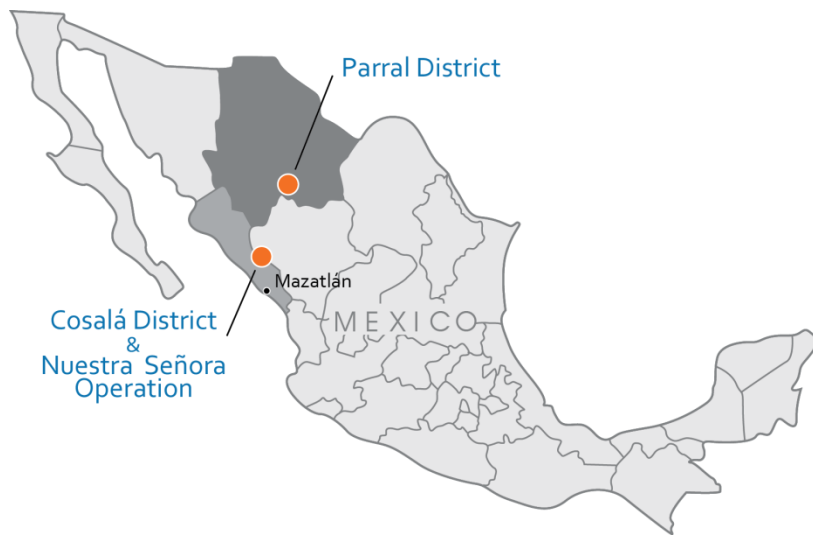 Parral District
Mazatlán
MEXICO
Cosalá District
&
Nuestra Señora
Operation